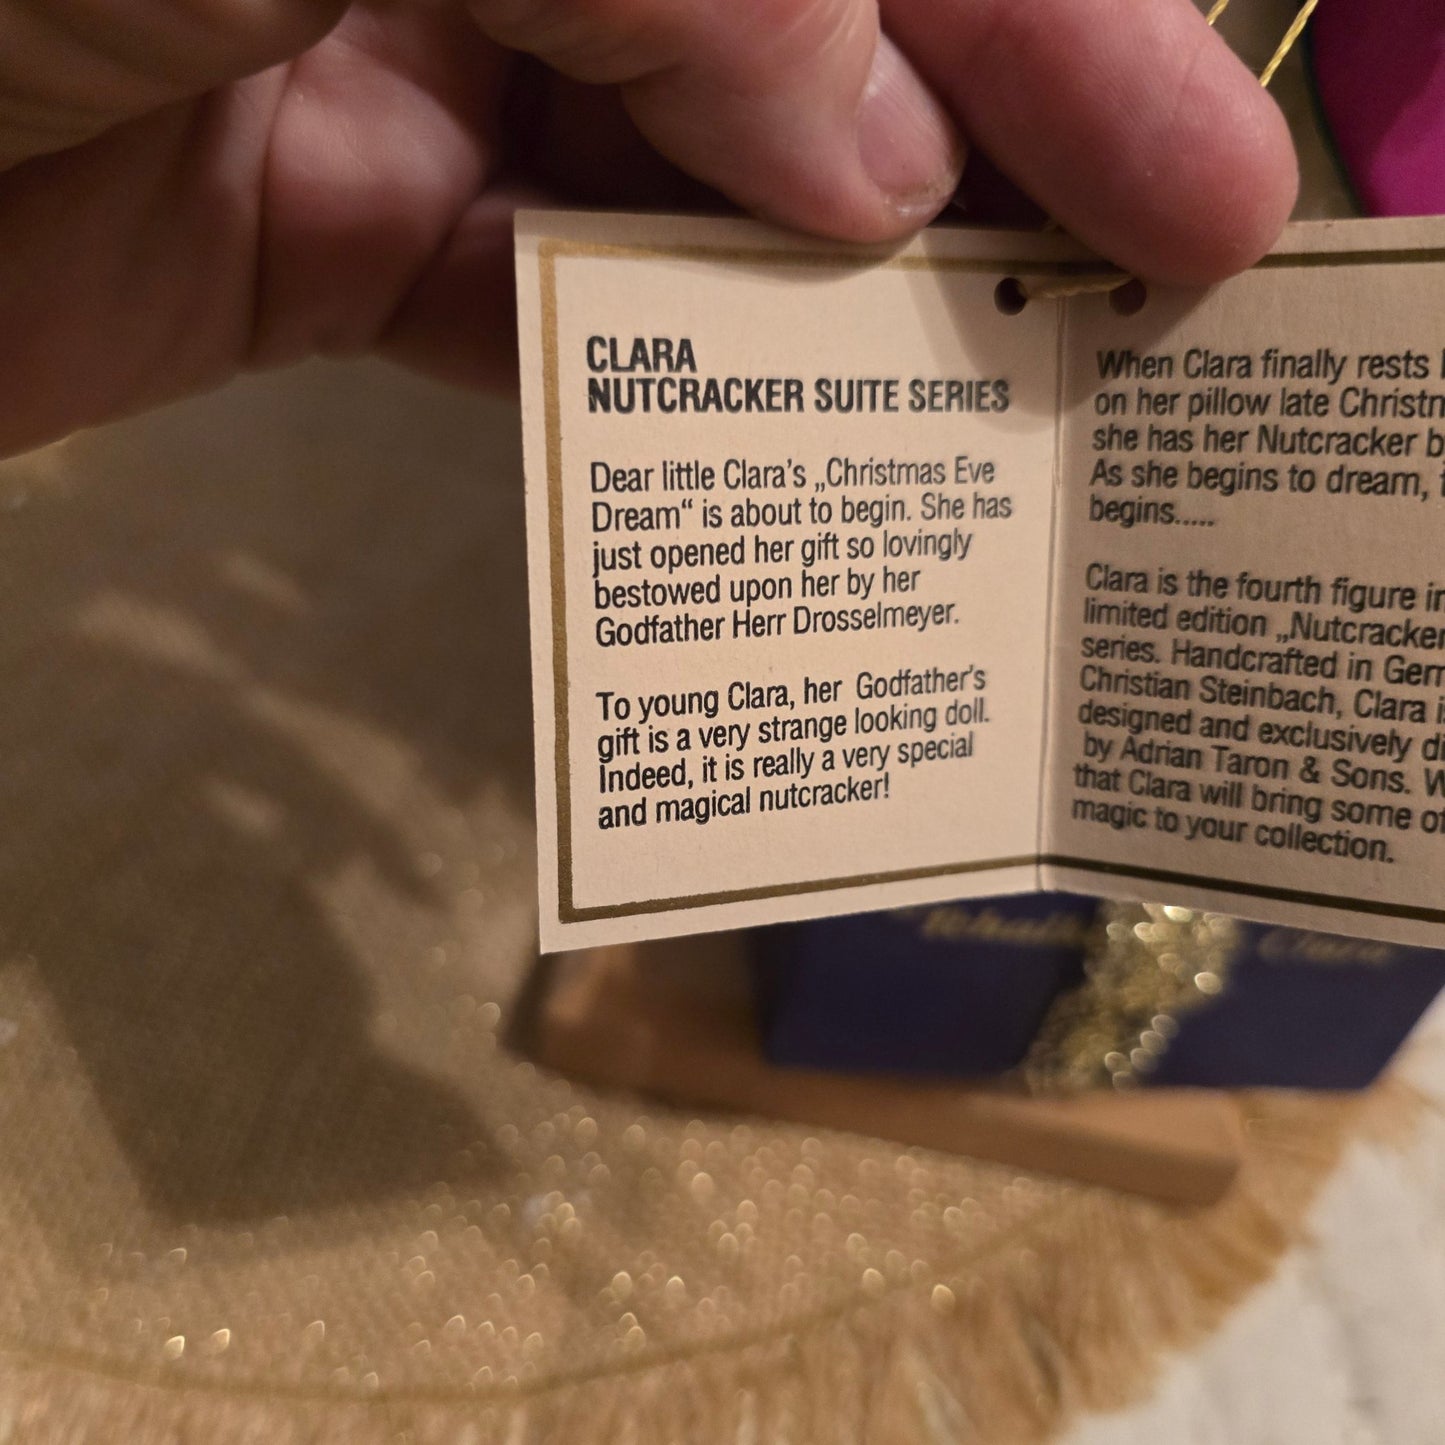 CLARA
NUTCRACKER SUITE SERIES
Dear little Clara's „Christmas Eve
Dream“ is about to begin. She has
just opened her gift so lovingly
bestowed upon her by her
Godfather Herr Drosselmeyer.
To young Clara, her Godfather's
gift is a very strange looking doll.
Indeed, it is really a very special
and magical nutcracker!
When Clara finally rests
on her pillow late
she has her Nutcracker
As she begins to dream,
begins.....
Clara is the fourth figure
limited edition „Nutcracker
series. Handcrafted in
Christian Steinbach, Clara
designed and exclusively
by Adrian Taron & Sons.
that Clara will bring some
magic to your collection.
Clara